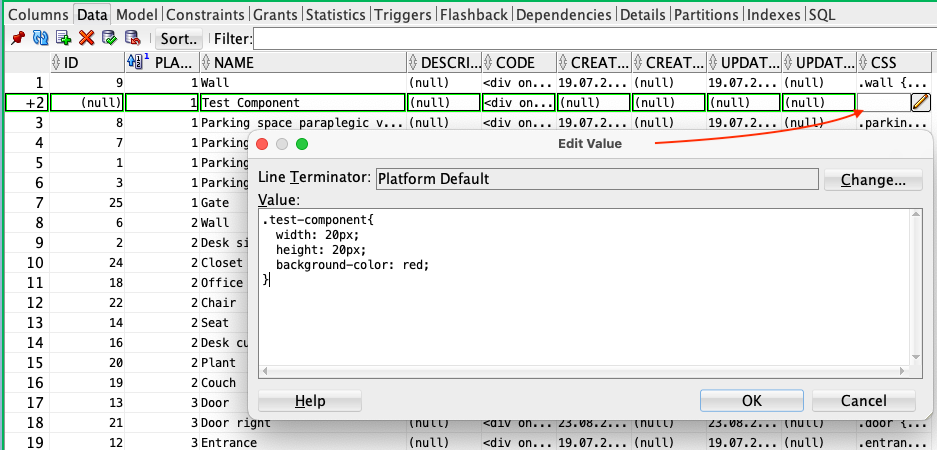 Columns Data Model Constraints Grants Statistics Triggers Flashback Dependencies Details Partitions Indexes SQL
Sort.. Filter:
ID 1 PLA... NAME DESCRI... CODE CREAT... CREAT... UPDAT... UPDAT... CSS
1 9 1 Wall (null) <div on... 19.07.2... (null) 19.07.2... (null) .wall {...
+2 (null) 1 Test Component (null) <div on... (null) (null) (null) (null)
3 8 1 Parking space paraplegic v... (null) <div on... 19.07.2... (null) 19.07.2... (null) .parkin...
4 7 1 Parking
5 1 1 Parking
6 3 1 Parking
7 25 1 Gate
8 6 2 Wall
9 2 2 Desk si
10 24 2 Closet
11 18 2 Office
12 22 2 Chair
13 14 2 Seat
14 16 2 Desk cu
15 20 2 Plant
16 19 2 Couch
17 13 3 Door
18 21 3 Door right (null) <div on... 23.08.2... (null) 23.08.2... (null) .door {...
19 12 3 Entrance (null) <div on... 19.07.2... (null) 19.07.2... (null) .entran...
Edit Value
Line Terminator: Platform Default Change...
Value:
.test-component{
width: 20px;
height: 20px;
background-color: red;
}
Help OK Cancel